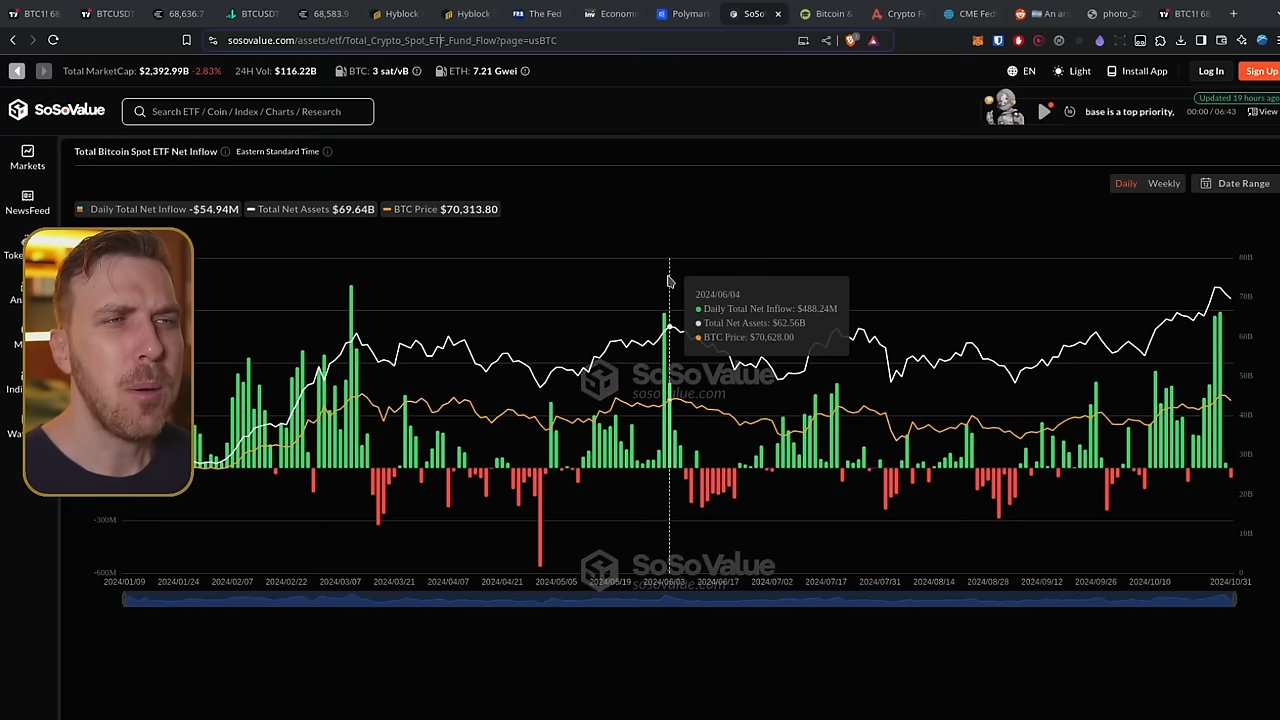 BTC1! 68
BTCUSDT
68,636.7
BTCUSDT
68,583.9
Hyblock
Hyblock
The Fed
Economi
Polymar
SoSo
Bitcoin &
Crypto F
CME Fed
An art
photo_20
BTC1! 68
sosovalue.com/assets/etf/Total_Crypto_Spot_ETF_Fund_Flow?page=usBTC
Total MarketCap: $2,392.99B -2.83% 24H Vol: $116.22B BTC: 3 sat/vB ETH: 7.21 Gwei
EN Light Install App Log In Sign Up
SoSoValue
Search ETF / Coin / Index / Charts / Research
Updated 19 hours ago
base is a top priority, 00:00 / 06:43 View
Markets
NewsFeed
Total Bitcoin Spot ETF Net Inflow Eastern Standard Time
Daily Weekly Date Range
Daily Total Net Inflow -$54.94M Total Net Assets $69.64B BTC Price $70,313.80
2024/06/04
Daily Total Net Inflow: $488.24M
Total Net Assets: $62.56B
BTC Price: $70,628.00
80B
70B
60B
50B
40B
30B
20B
10B
0
-300M
-600M
SoSoValue
sosovalue.com
SoSoValue
sosovalue.com
2024/01/09 2024/01/24 2024/02/07 2024/02/22 2024/03/07 2024/03/21 2024/04/07 2024/04/21 2024/05/05 2024/05/19 2024/06/03 2024/06/17 2024/07/02 2024/07/17 2024/07/31 2024/08/14 2024/08/28 2024/09/12 2024/09/26 2024/10/10 2024/10/31